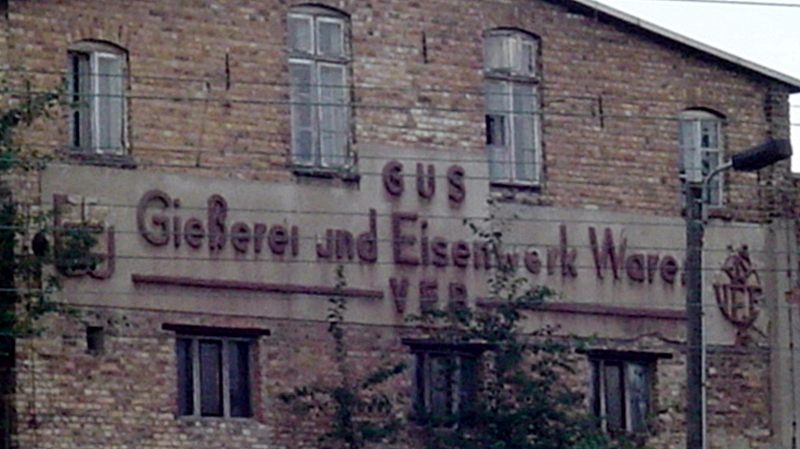 GUS
Gießerei und Eisenwerk Waren
VEB